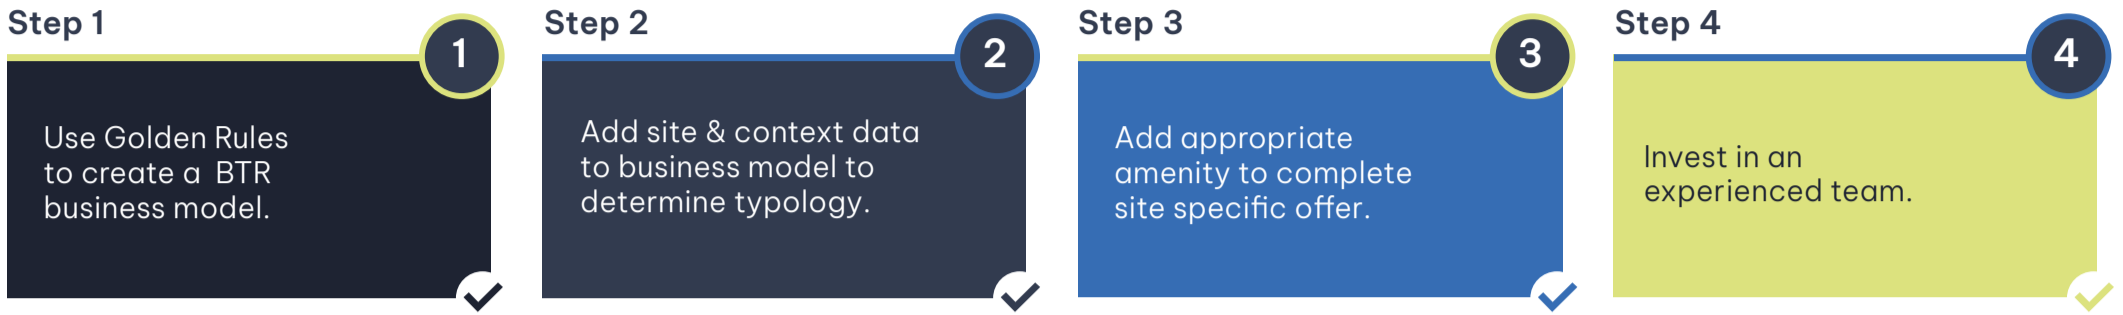 Step 1
1
Use Golden Rules
to create a BTR
business model.
Step 2
2
Add site & context data
to business model to
determine typology.
Step 3
3
Add appropriate
amenity to complete
site specific offer.
Step 4
4
Invest in an
experienced team.